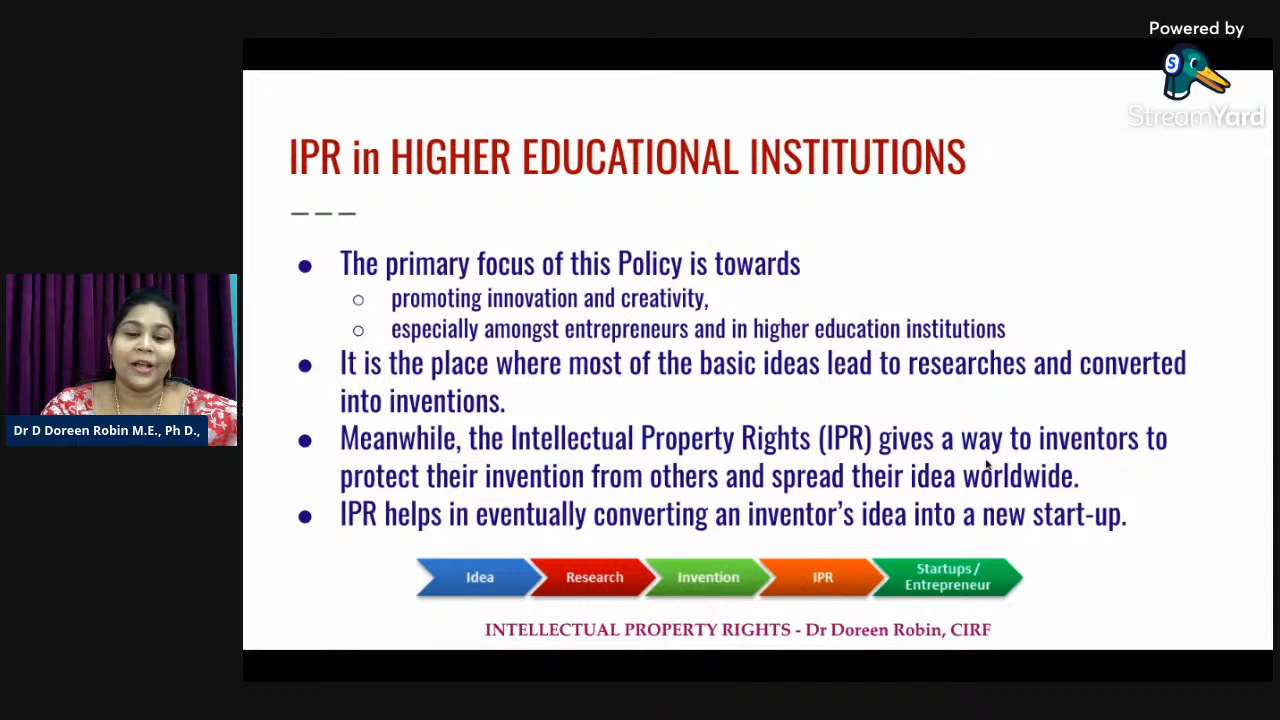 Powered by
StreamYard
IPR in HIGHER EDUCATIONAL INSTITUTIONS
The primary focus of this Policy is towards
promoting innovation and creativity,
especially amongst entrepreneurs and in higher education institutions
It is the place where most of the basic ideas lead to researches and converted
into inventions.
Meanwhile, the Intellectual Property Rights (IPR) gives a way to inventors to
protect their invention from others and spread their idea worldwide.
IPR helps in eventually converting an inventor's idea into a new start-up.
Idea
Research
Invention
IPR
Startups /
Entrepreneur
INTELLECTUAL PROPERTY RIGHTS - Dr Doreen Robin, CIRF
Dr D Doreen Robin M.E., Ph D.,